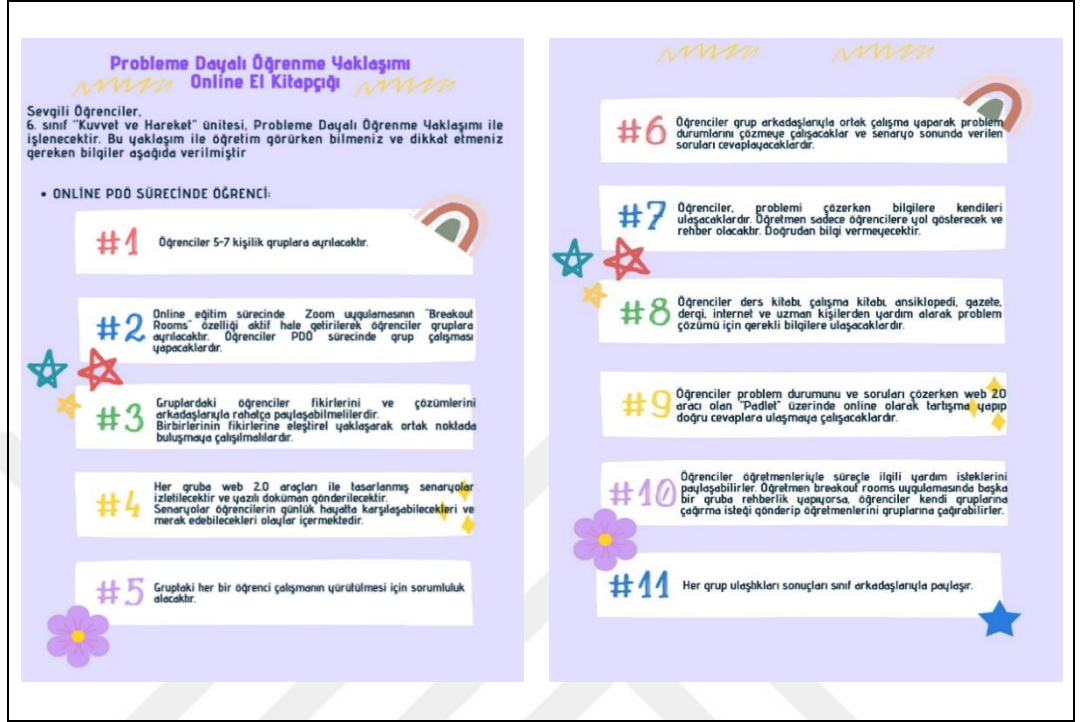 Probleme Dayalı Öğrenme Yaklaşımı
Online El Kitapçığı
Sevgili Öğrenciler,
6. sınıf "Kuvvet ve Hareket" ünitesi, Probleme Dayalı Öğrenme Yaklaşımı ile
işlenecektir. Bu yaklaşım ile öğretim görürken bilmeniz ve dikkat etmeniz
gereken bilgiler aşağıda verilmiştir
• ONLİNE PDÖ SÜRECİNDE ÖĞRENCİ:
#1
Öğrenciler 5-7 kişilik gruplara ayrılacaktır.
#2
Online eğitim sürecinde Zoom uygulamasının "Breakout
Rooms" özelliği aktif hale getirilerek öğrenciler gruplara
ayrılacaktır. Öğrenciler PDÖ sürecinde grup çalışması
yapacaklardır.
#3
Gruplardaki öğrenciler fikirlerini ve çözümlerini
arkadaşlarıyla rahatça paylaşabilmelilerdir.
Birbirlerinin fikirlerine eleştirel yaklaşarak ortak noktada
buluşmaya çalışılmalılardır.
#4
Her gruba web 2.0 araçları ile tasarlanmış senaryolar
izletilecektir ve yazılı doküman gönderilecektir.
Senaryolar öğrencilerin günlük hayatta karşılaşabilecekleri ve
merak edebilecekleri olaylar içermektedir.
#5
Gruptaki her bir öğrenci çalışmanın yürütülmesi için sorumluluk
alacaktır.
#6
Öğrenciler grup arkadaşlarıyla ortak çalışma yaparak problem
durumlarını çözmeye çalışacaklar ve senaryo sonunda verilen
soruları cevaplayacaklardır.
#7
Öğrenciler, problemi çözerken bilgilere kendileri
ulaşacaklardır. Öğretmen sadece öğrencilere yol gösterecek ve
rehber olacaktır. Doğrudan bilgi vermeyecektir.
#8
Öğrenciler ders kitabı, çalışma kitabı, ansiklopedi, gazete,
dergi, internet ve uzman kişilerden yardım alarak problem
çözümü için gerekli bilgilere ulaşacaklardır.
#9
Öğrenciler problem durumunu ve soruları çözerken web 2.0
aracı olan "Padlet" üzerinde online olarak tartışma yapıp
doğru cevaplara ulaşmaya çalışacaklardır.
#10
Öğrenciler öğretmenleriyle süreçle ilgili yardım isteklerini
paylaşabilirler. Öğretmen breakout rooms uygulamasında başka
bir gruba rehberlik yapıyorsa, öğrenciler kendi gruplarına
çağırma isteği gönderip öğretmenlerini gruplarına çağırabilirler.
#11
Her grup ulaştıkları sonuçları sınıf arkadaşlarıyla paylaşır.